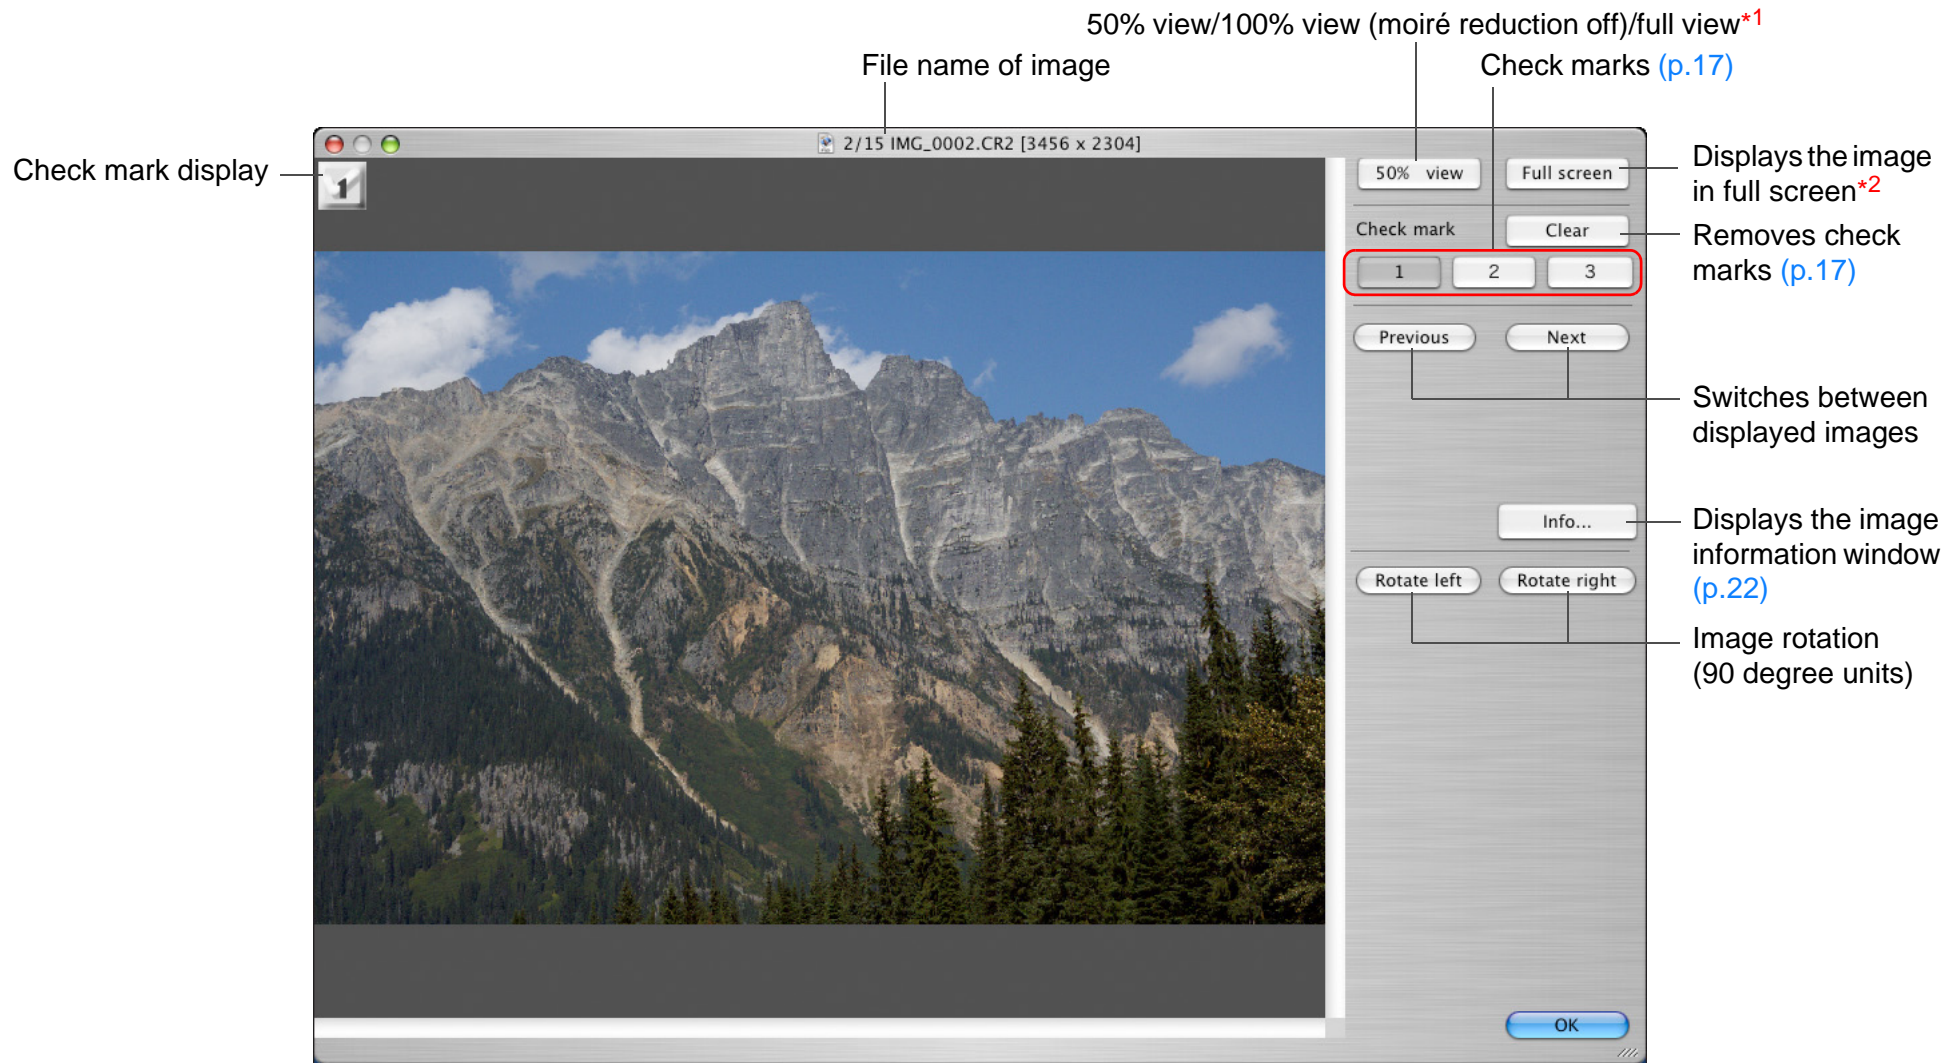 50% view/100% view (moiré reduction off)/full view*1
File name of image
Check marks (p.17)
2/15 IMG_0002.CR2 [3456 x 2304]
Check mark display
1
50% view
Full screen
Displays the image
in full screen*2
Check mark
Clear
Removes check
marks (p.17)
1
2
3
Previous
Next
Switches between
displayed images
Info...
Displays the image
information window
(p.22)
Rotate left
Rotate right
Image rotation
(90 degree units)
OK